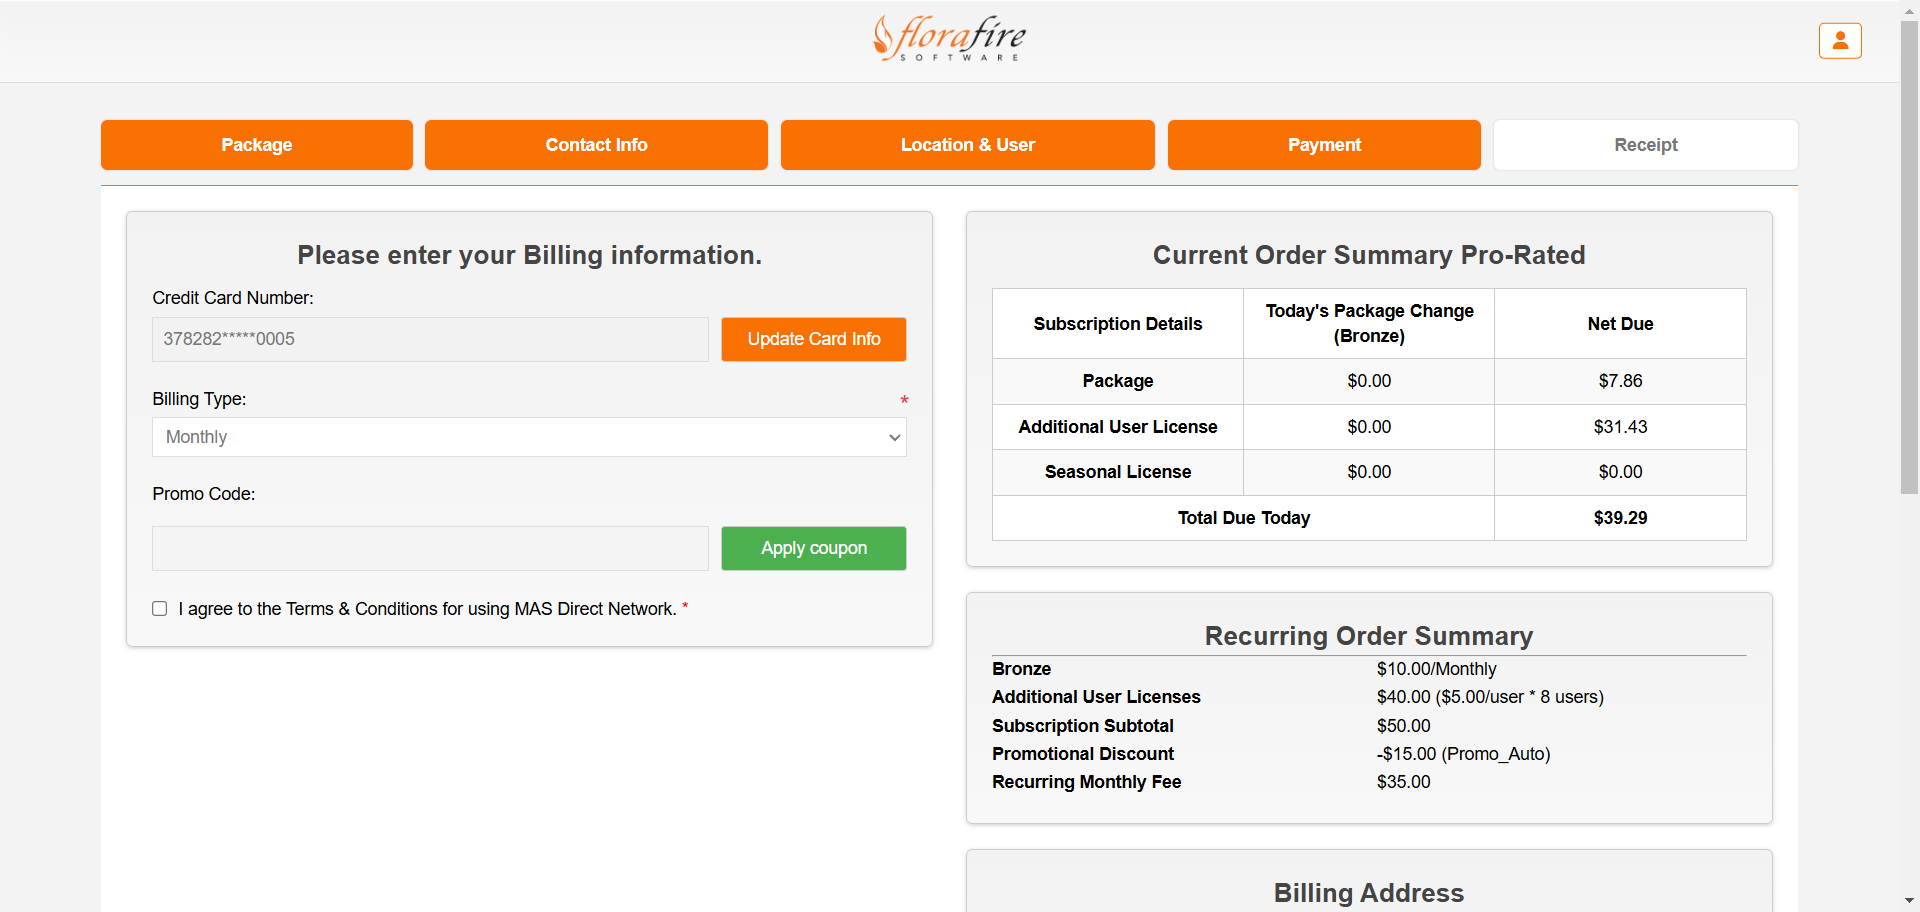 florafire
SOFTWARE
Package
Contact Info
Location & User
Payment
Receipt
Please enter your Billing information.
Credit Card Number:
378282*****0005
Update Card Info
Billing Type:
*
Monthly
Promo Code:
Apply coupon
I agree to the Terms & Conditions for using MAS Direct Network. *
Current Order Summary Pro-Rated
Subscription Details
Today's Package Change
(Bronze)
Net Due
Package $0.00 $7.86
Additional User License $0.00 $31.43
Seasonal License $0.00 $0.00
Total Due Today $39.29
Recurring Order Summary
Bronze $10.00/Monthly
Additional User Licenses $40.00 ($5.00/user * 8 users)
Subscription Subtotal $50.00
Promotional Discount -$15.00 (Promo_Auto)
Recurring Monthly Fee $35.00
Billing Address